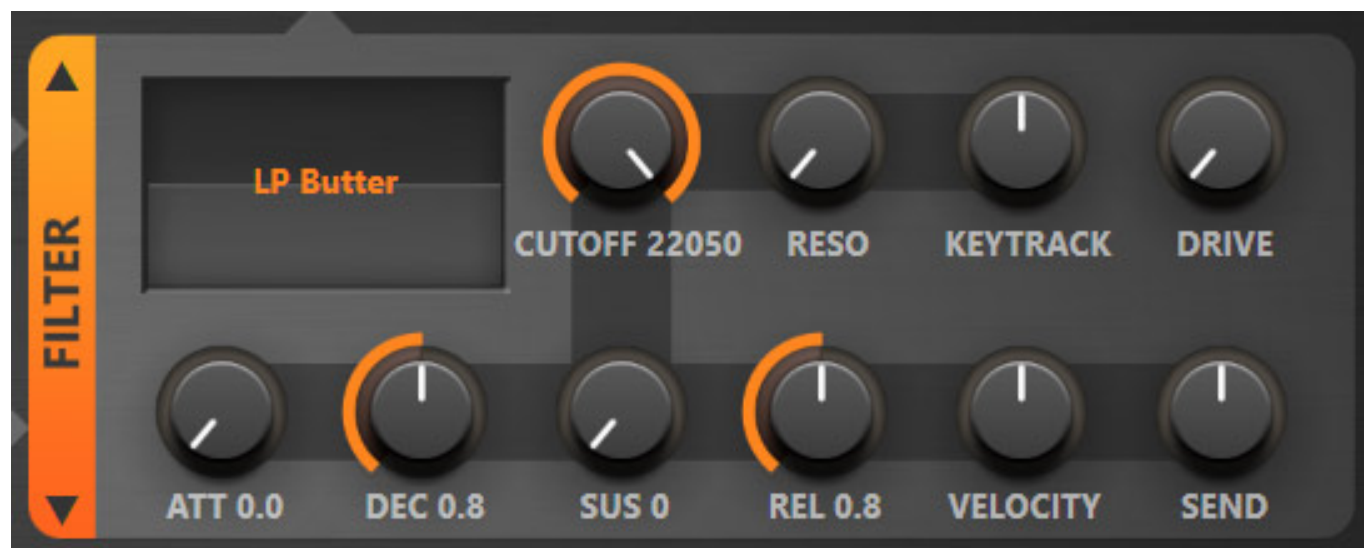 FILTER
LP Butter
CUTOFF 22050 RESO KEYTRACK DRIVE
ATT 0.0 DEC 0.8 SUS 0 REL 0.8 VELOCITY SEND